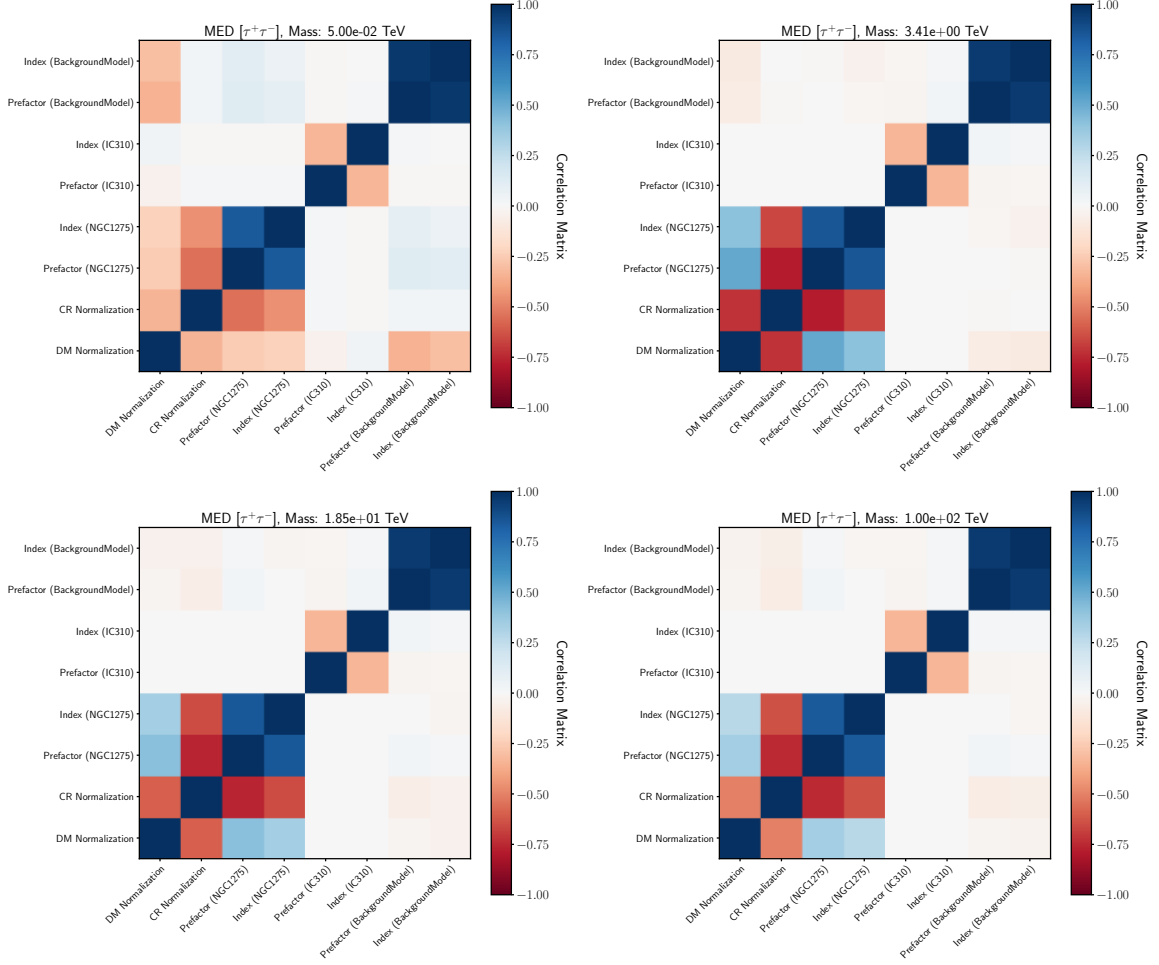 MED [τ⁺τ⁻], Mass: 5.00e-02 TeV
Index (BackgroundModel)
Prefactor (BackgroundModel)
Index (IC310)
Prefactor (IC310)
Index (NGC1275)
Prefactor (NGC1275)
CR Normalization
DM Normalization
DM Normalization
CR Normalization
Prefactor (NGC1275)
Index (NGC1275)
Prefactor (IC310)
Index (IC310)
Prefactor (BackgroundModel)
Index (BackgroundModel)
1.00
0.75
0.50
0.25
0.00
−0.25
−0.50
−0.75
−1.00
Correlation Matrix
MED [τ⁺τ⁻], Mass: 3.41e+00 TeV
Index (BackgroundModel)
Prefactor (BackgroundModel)
Index (IC310)
Prefactor (IC310)
Index (NGC1275)
Prefactor (NGC1275)
CR Normalization
DM Normalization
DM Normalization
CR Normalization
Prefactor (NGC1275)
Index (NGC1275)
Prefactor (IC310)
Index (IC310)
Prefactor (BackgroundModel)
Index (BackgroundModel)
1.00
0.75
0.50
0.25
0.00
−0.25
−0.50
−0.75
−1.00
Correlation Matrix
MED [τ⁺τ⁻], Mass: 1.85e+01 TeV
Index (BackgroundModel)
Prefactor (BackgroundModel)
Index (IC310)
Prefactor (IC310)
Index (NGC1275)
Prefactor (NGC1275)
CR Normalization
DM Normalization
DM Normalization
CR Normalization
Prefactor (NGC1275)
Index (NGC1275)
Prefactor (IC310)
Index (IC310)
Prefactor (BackgroundModel)
Index (BackgroundModel)
1.00
0.75
0.50
0.25
0.00
−0.25
−0.50
−0.75
−1.00
Correlation Matrix
MED [τ⁺τ⁻], Mass: 1.00e+02 TeV
Index (BackgroundModel)
Prefactor (BackgroundModel)
Index (IC310)
Prefactor (IC310)
Index (NGC1275)
Prefactor (NGC1275)
CR Normalization
DM Normalization
DM Normalization
CR Normalization
Prefactor (NGC1275)
Index (NGC1275)
Prefactor (IC310)
Index (IC310)
Prefactor (BackgroundModel)
Index (BackgroundModel)
1.00
0.75
0.50
0.25
0.00
−0.25
−0.50
−0.75
−1.00
Correlation Matrix